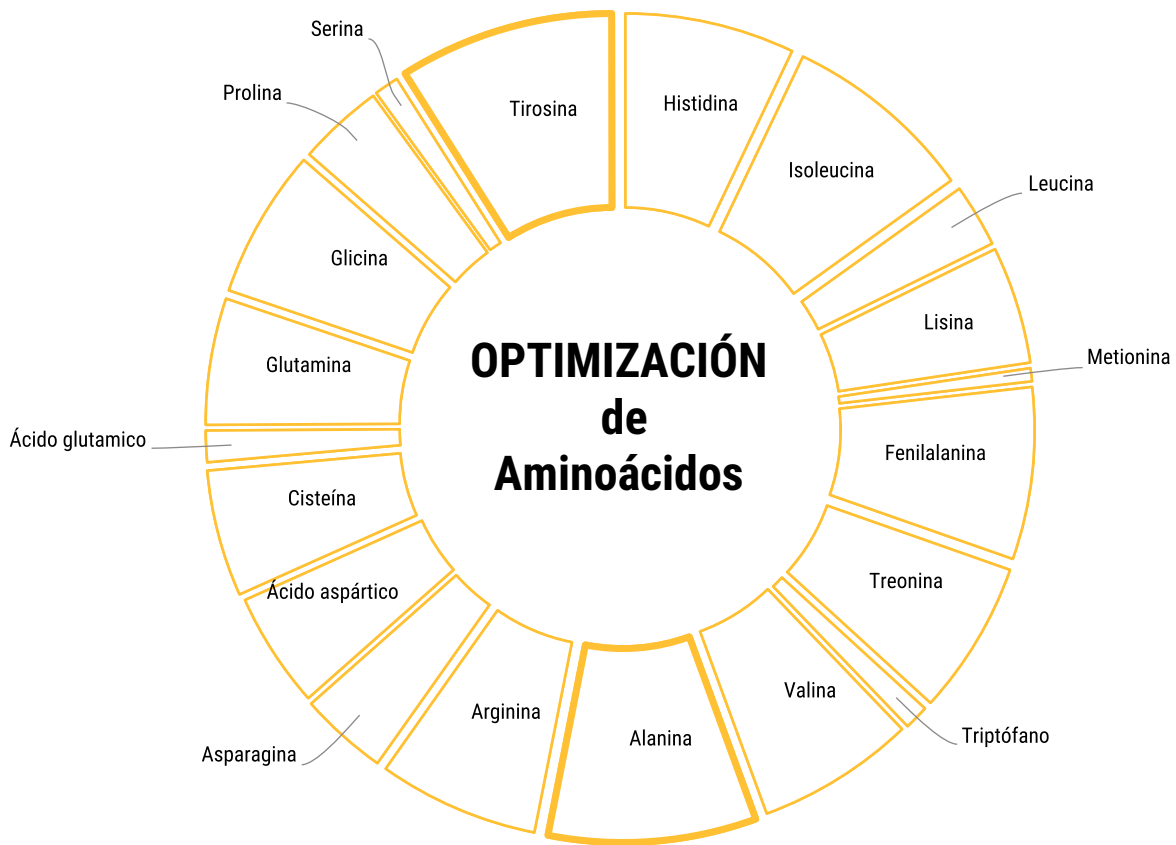 Serina
Tirosina
Histidina
Prolina
Isoleucina
Leucina
Glicina
Lisina
Metionina
Glutamina
OPTIMIZACIÓN
de
Aminoácidos
Ácido glutamico
Fenilalanina
Cisteína
Treonina
Ácido aspártico
Valina
Triptófano
Arginina
Alanina
Asparagina